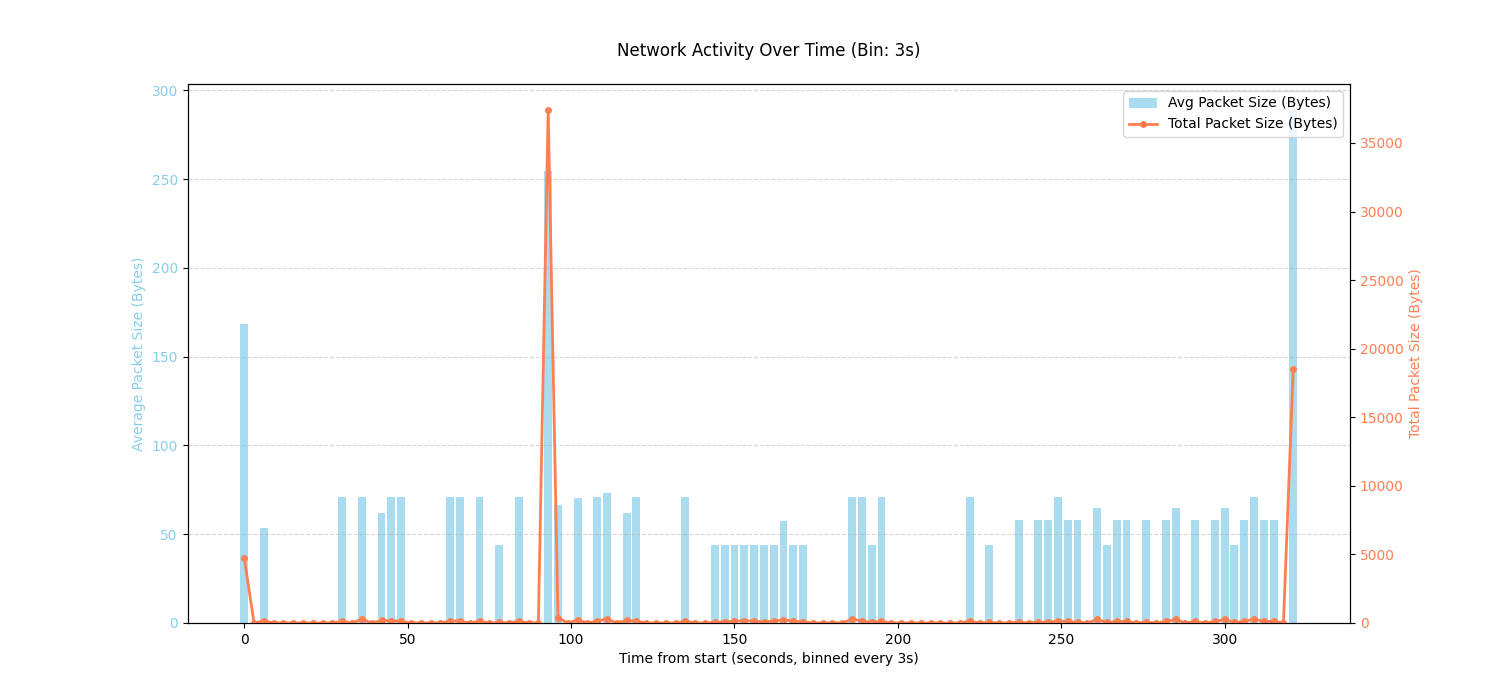 Network Activity Over Time (Bin: 3s)
Avg Packet Size (Bytes)
Total Packet Size (Bytes)
Average Packet Size (Bytes)
300
250
200
150
100
50
0
35000
30000
25000
20000
15000
10000
5000
0
Total Packet Size (Bytes)
0 50 100 150 200 250 300
Time from start (seconds, binned every 3s)